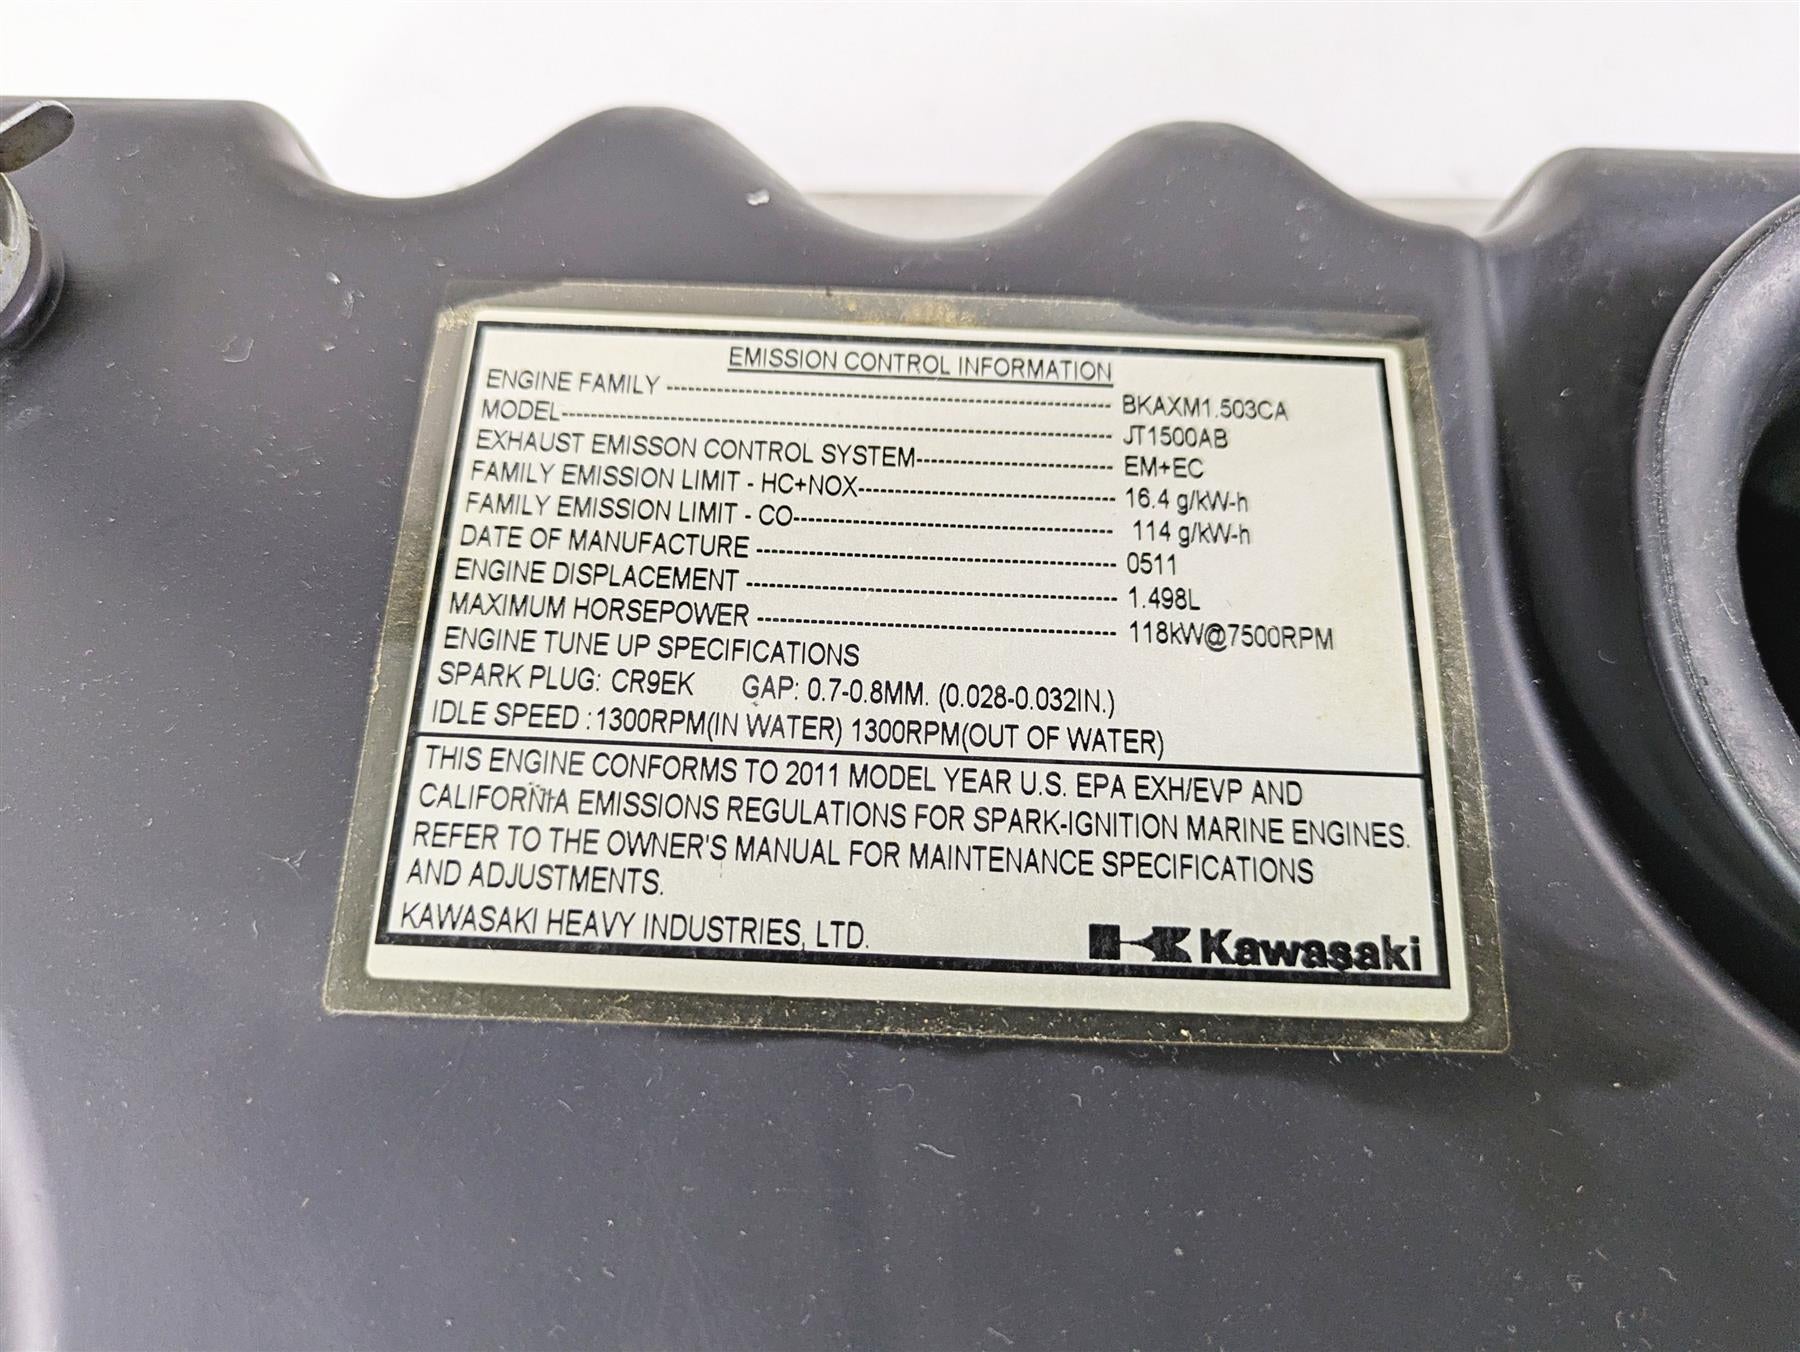 EMISSION CONTROL INFORMATION
ENGINE FAMILY ---------- BKAXM1.503CA
MODEL---------- JT1500AB
EXHAUST EMISSON CONTROL SYSTEM---------- EM+EC
FAMILY EMISSION LIMIT - HC+NOX---------- 16.4 g/kW-h
FAMILY EMISSION LIMIT - CO---------- 114 g/kW-h
DATE OF MANUFACTURE ---------- 0511
ENGINE DISPLACEMENT ---------- 1.498L
MAXIMUM HORSEPOWER ---------- 118kW@7500RPM
ENGINE TUNE UP SPECIFICATIONS
SPARK PLUG: CR9EK GAP: 0.7-0.8MM. (0.028-0.032IN.)
IDLE SPEED : 1300RPM(IN WATER) 1300RPM(OUT OF WATER)
THIS ENGINE CONFORMS TO 2011 MODEL YEAR U.S. EPA EXH/EVP AND
CALIFORNIA EMISSIONS REGULATIONS FOR SPARK-IGNITION MARINE ENGINES.
REFER TO THE OWNER'S MANUAL FOR MAINTENANCE SPECIFICATIONS
AND ADJUSTMENTS.
KAWASAKI HEAVY INDUSTRIES, LTD.
Kawasaki